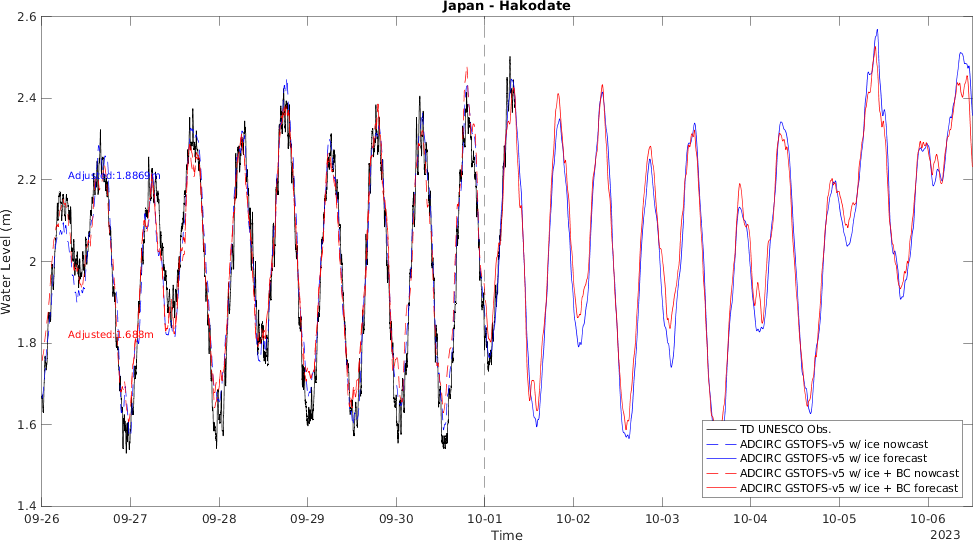 Japan - Hakodate
2.6
2.4
2.2
2
1.8
1.6
1.4
Water Level (m)
Adjusted:1.8869m
Adjusted:1.683m
TD UNESCO Obs.
ADCIRC GSTOFS-v5 w/ ice nowcast
ADCIRC GSTOFS-v5 w/ ice forecast
ADCIRC GSTOFS-v5 w/ ice + BC nowcast
ADCIRC GSTOFS-v5 w/ ice + BC forecast
09-26 09-27 09-28 09-29 09-30 10-01 10-02 10-03 10-04 10-05 10-06
Time
2023